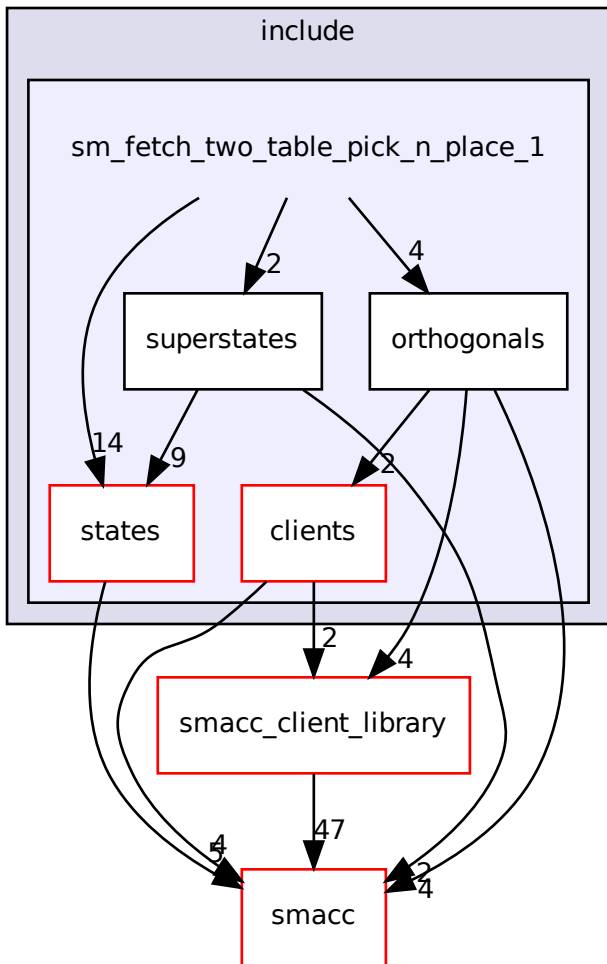 include
sm_fetch_two_table_pick_n_place_1
2
4
superstates
orthogonals
14
9
2
states
clients
2
4
smacc_client_library
47
4
5
2
4
smacc